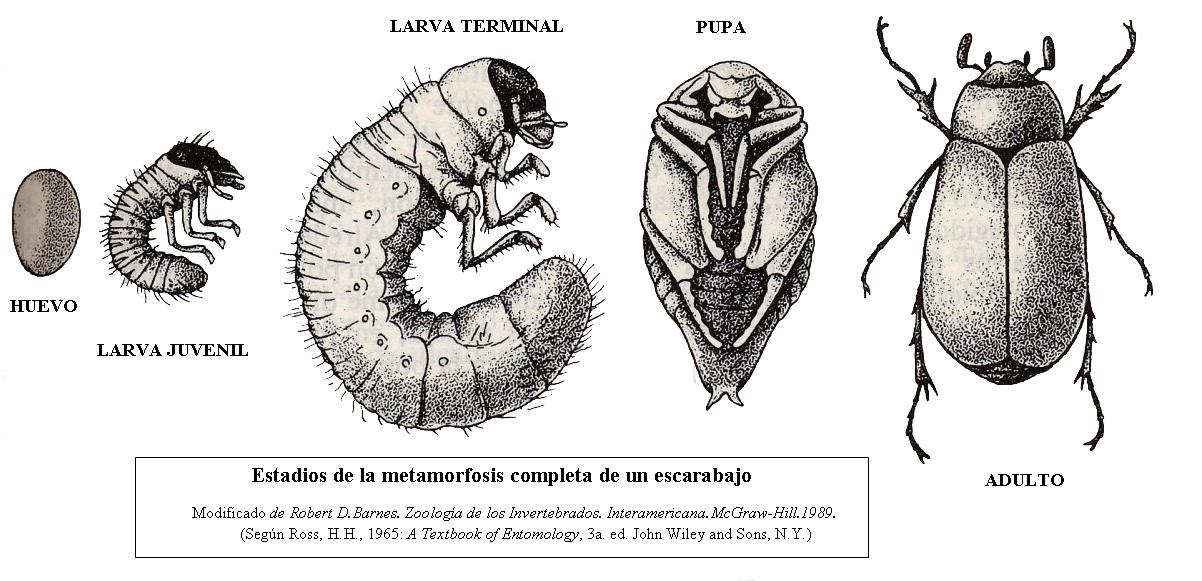 HUEVO
LARVA JUVENIL
LARVA TERMINAL
PUPA
ADULTO
Estadios de la metamorfosis completa de un escarabajo
Modificado de Robert D. Barnes. Zoología de los Invertebrados. Interamericana. McGraw-Hill.1989.
(Según Ross, H.H., 1965: A Textbook of Entomology, 3a. ed. John Wiley and Sons, N.Y.)